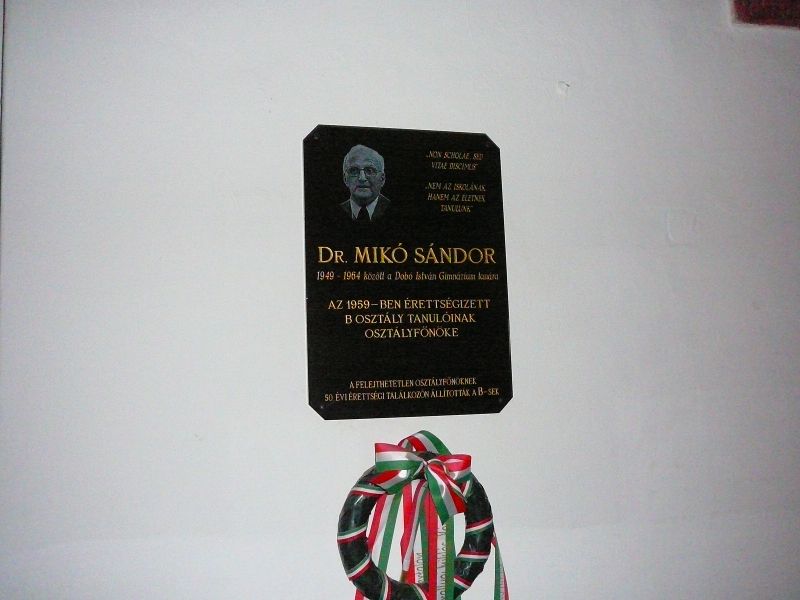 „NON SCHOLAE, SED
VITAE DISCIMUS”
„NEM AZ ISKOLÁNAK,
HANEM AZ ÉLETNEK
TANULUNK”
DR. MIKÓ SÁNDOR
1949 - 1964 között a Dobó István Gimnázium tanára
AZ 1959-BEN ÉRETTSÉGIZETT
B OSZTÁLY TANULÓINAK
OSZTÁLYFŐNÖKE
A FELEJTHETETLEN OSZTÁLYFŐNÖKNEK
50 ÉVI ÉRETTSÉGI TALÁLKOZÓN ÁLLÍTOTTÁK A B-SEK